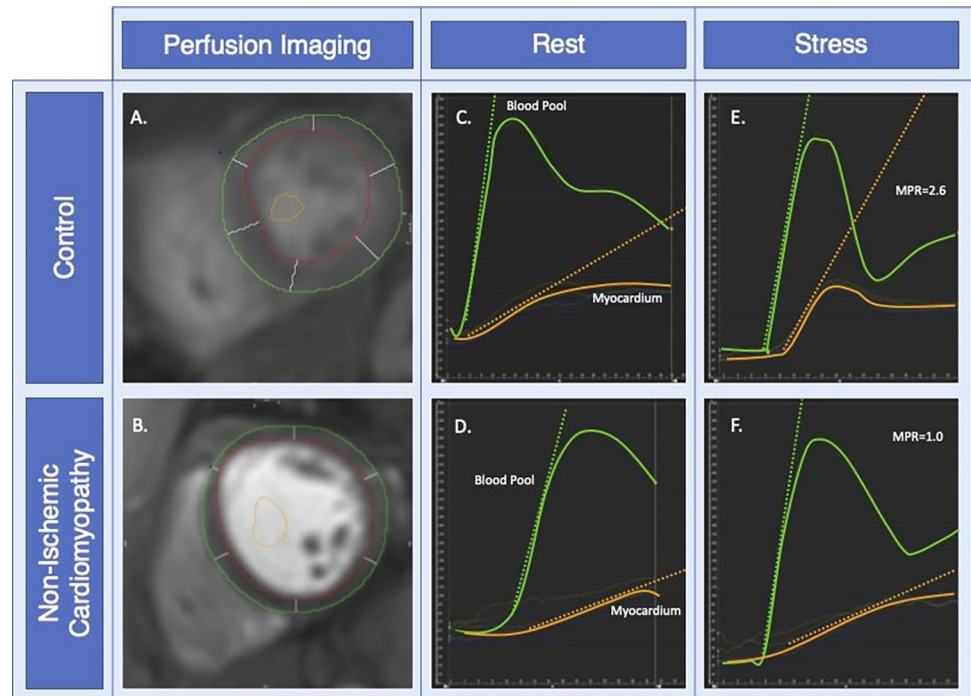 Perfusion Imaging
Rest
Stress
Control
A.
C.
Blood Pool
Myocardium
E.
MPR=2.6
Non-Ischemic
Cardiomyopathy
B.
D.
Blood Pool
Myocardium
F.
MPR=1.0